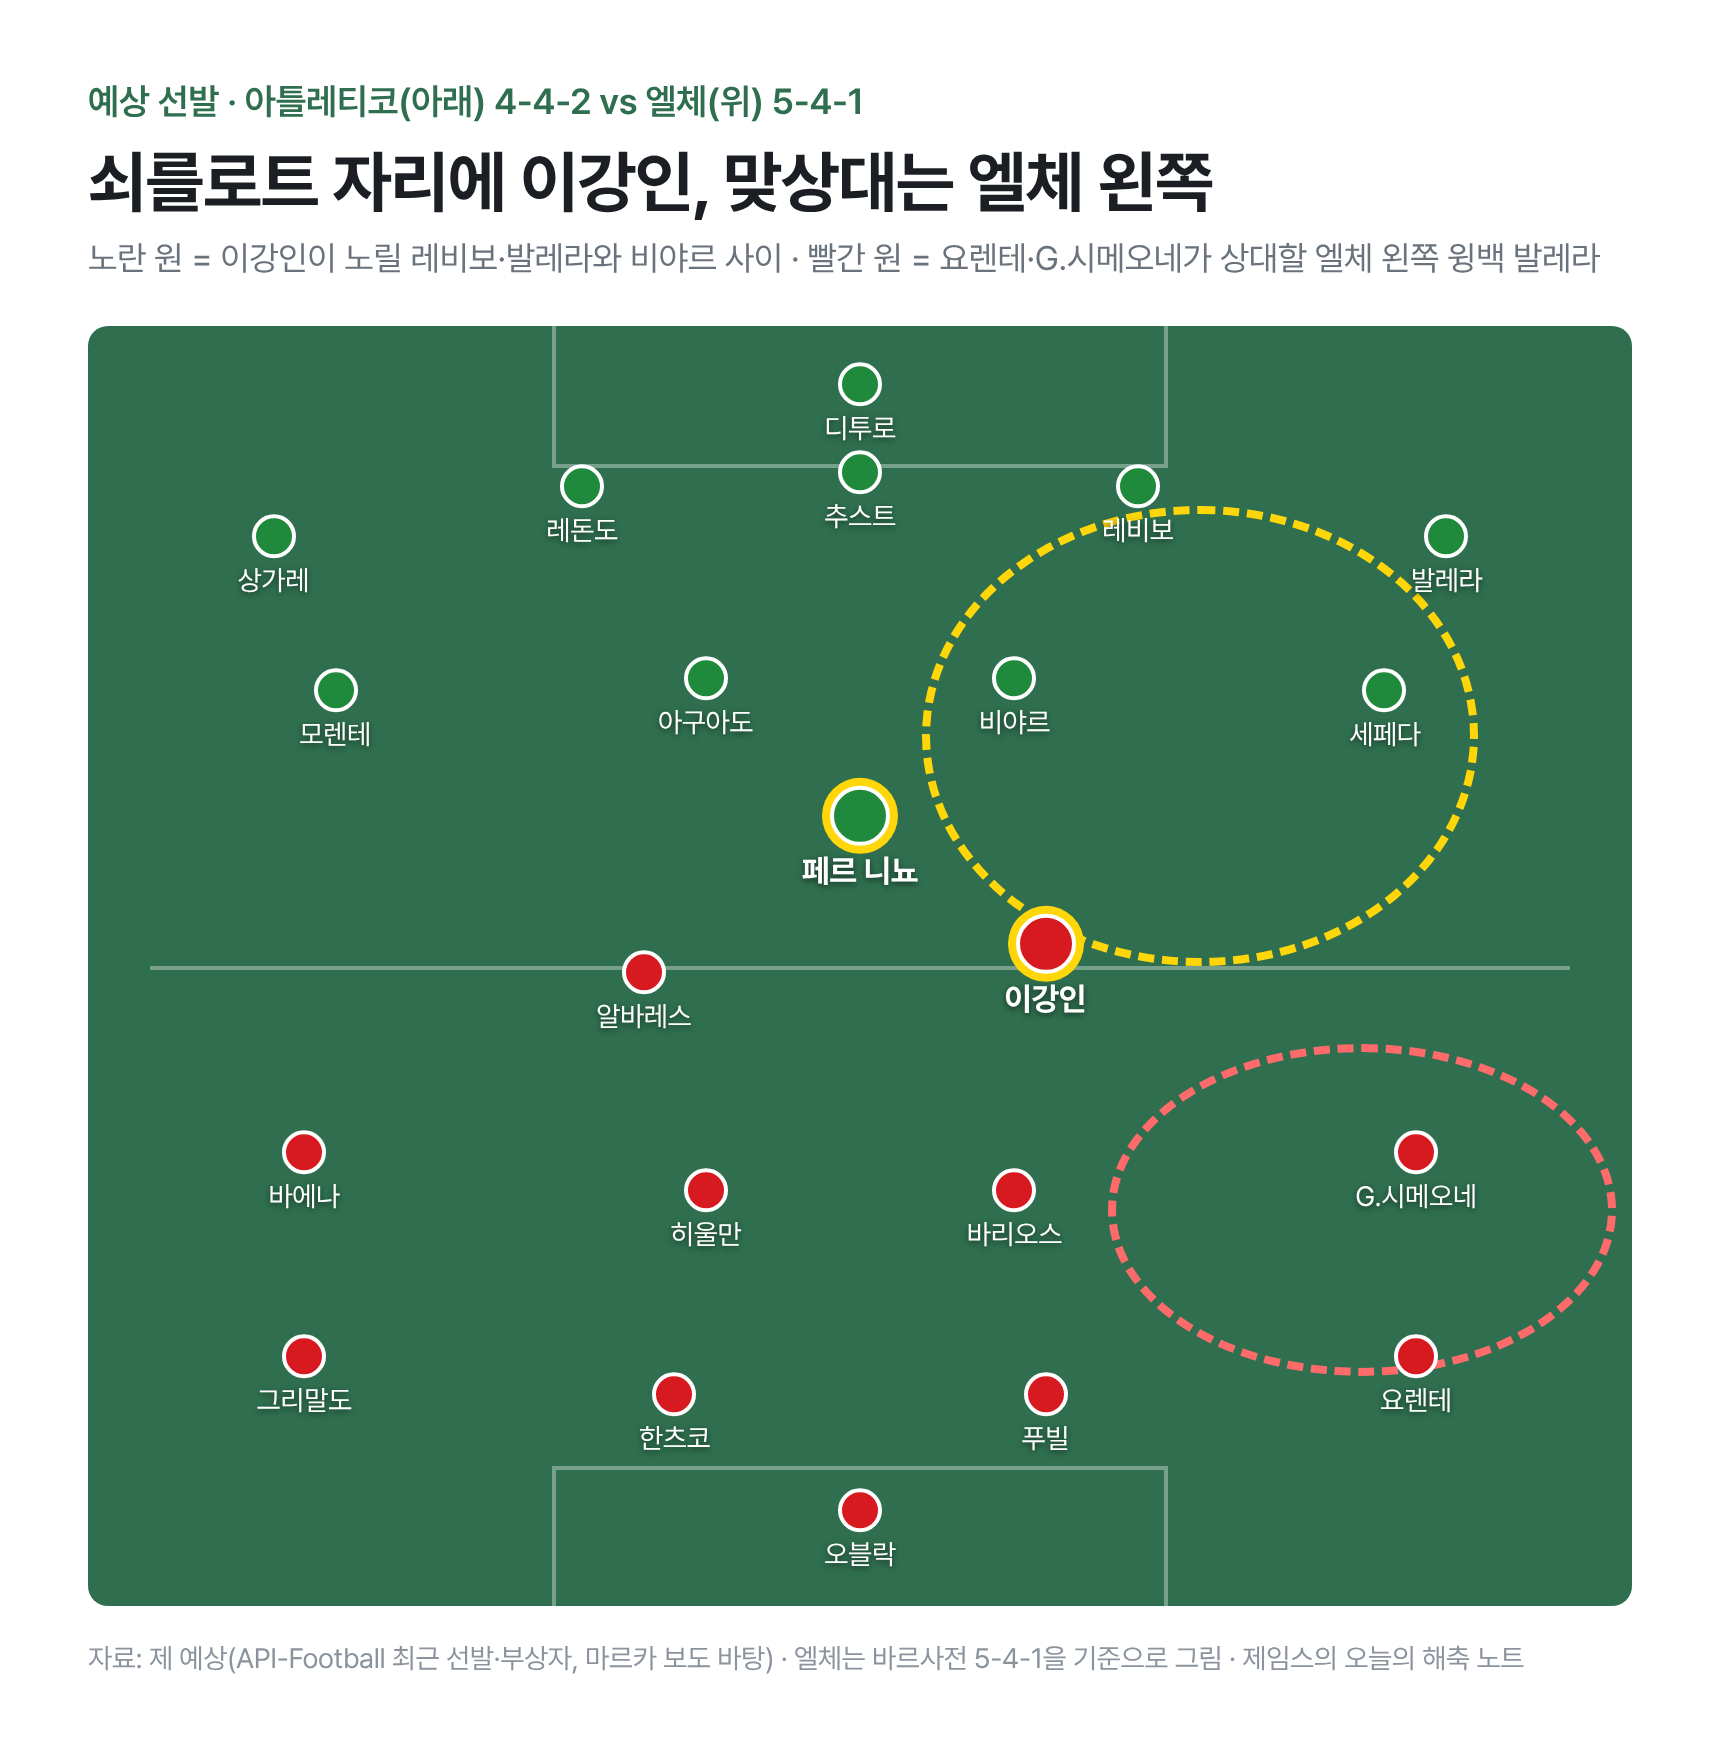 예상 선발 · 아틀레티코(아래) 4-4-2 vs 엘체(위) 5-4-1
쇠를로트 자리에 이강인, 맞상대는 엘체 왼쪽
노란 원 = 이강인이 노릴 레비보·발레라와 비야르 사이 · 빨간 원 = 요렌테·G.시메오네가 상대할 엘체 왼쪽 윙백 발레라
디투로
레돈도
추스트
레비보
상가레
발레라
모렌테
아구아도
비야르
세페다
페르 니뇨
알바레스
이강인
바에나
히울만
바리오스
G.시메오네
그리말도
한츠코
푸빌
요렌테
오블락
자료: 제 예상(API-Football 최근 선발·부상자, 마르카 보도 바탕) · 엘체는 바르사전 5-4-1을 기준으로 그림 · 제임스의 오늘의 해축 노트